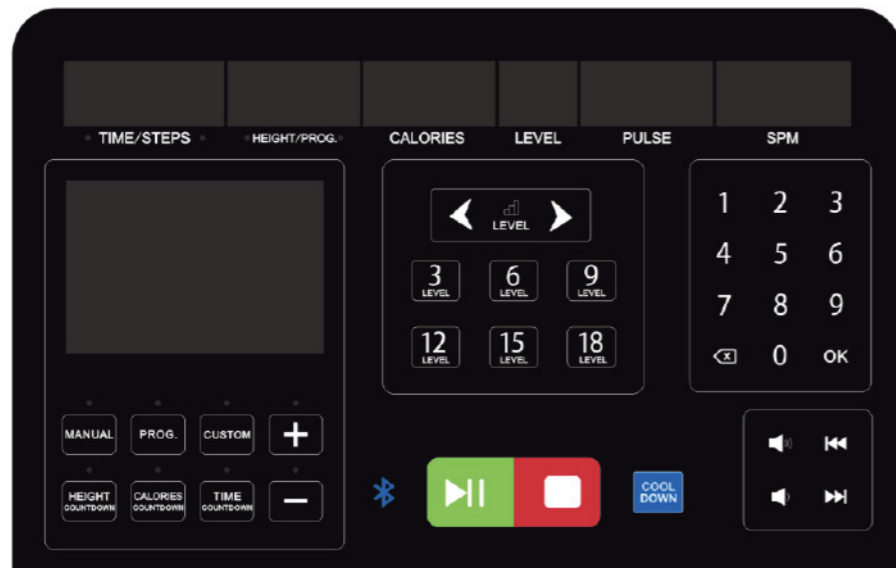 TIME/STEPS HEIGHT/PROG. CALORIES LEVEL PULSE SPM
LEVEL
3 LEVEL
6 LEVEL
9 LEVEL
12 LEVEL
15 LEVEL
18 LEVEL
1 2 3
4 5 6
7 8 9
0 OK
MANUAL PROG. CUSTOM +
HEIGHT COUNTDOWN
CALORIES COUNTDOWN
TIME COUNTDOWN
−
COOL
DOWN